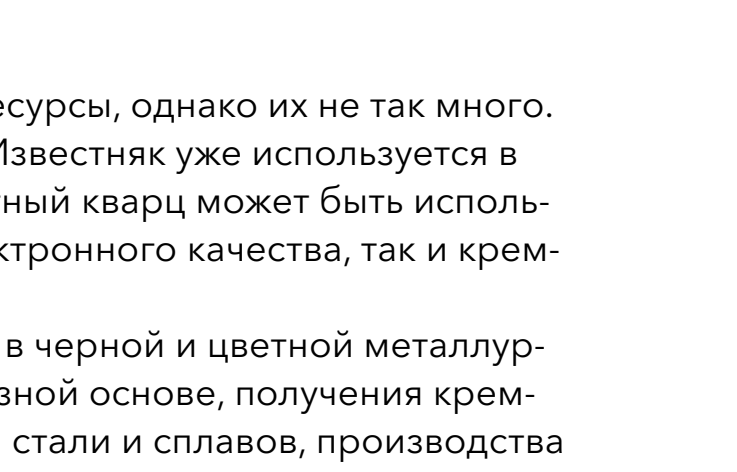 есурсы, однако их не так много.
Известняк уже используется в
тный кварц может быть исполь-
ктронного качества, так и крем-
в черной и цветной металлур-
зной основе, получения крем-
стали и сплавов, производства